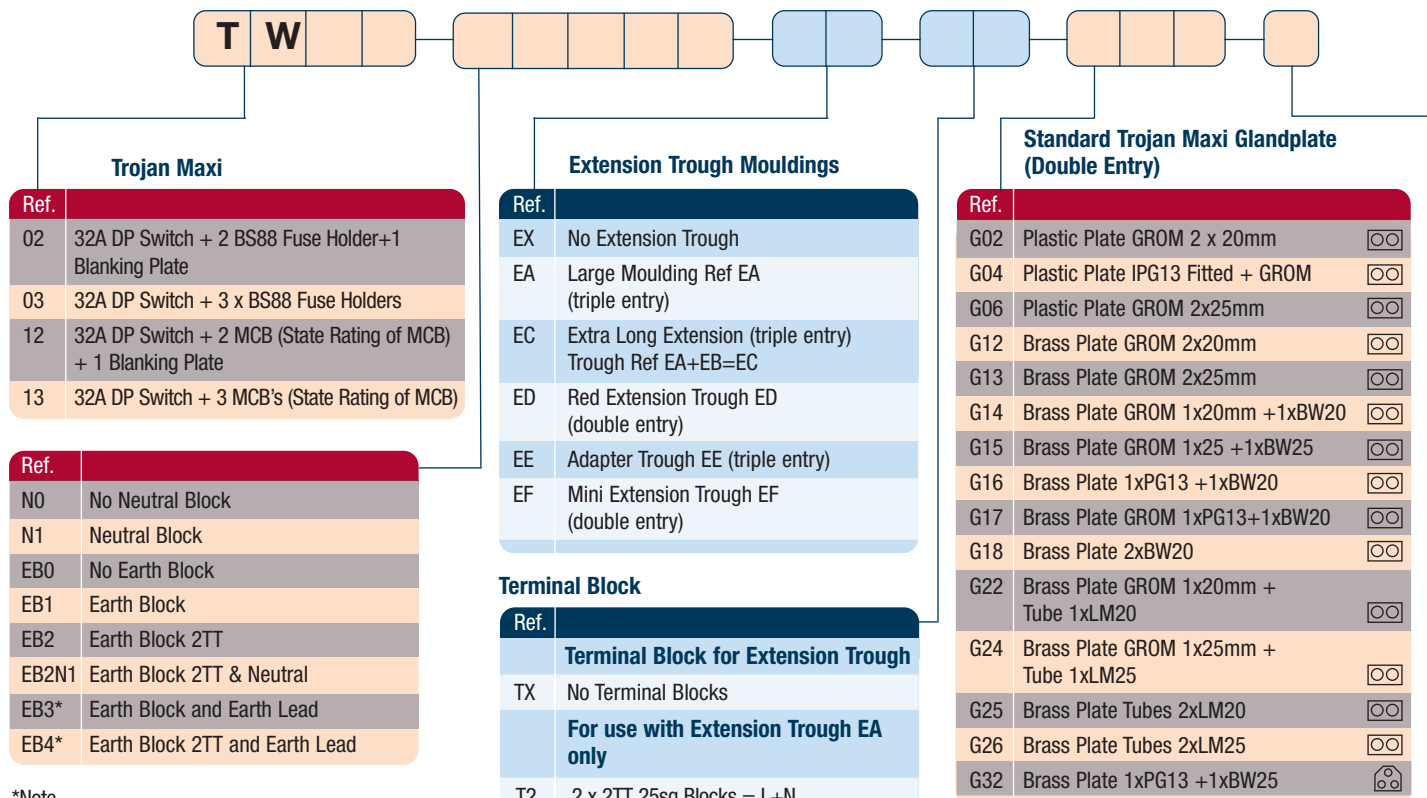 T W
Trojan Maxi
Ref.
02 32A DP Switch + 2 BS88 Fuse Holder+1
Blanking Plate
03 32A DP Switch + 3 x BS88 Fuse Holders
12 32A DP Switch + 2 MCB (State Rating of MCB)
+ 1 Blanking Plate
13 32A DP Switch + 3 MCB's (State Rating of MCB)
Ref.
N0 No Neutral Block
N1 Neutral Block
EB0 No Earth Block
EB1 Earth Block
EB2 Earth Block 2TT
EB2N1 Earth Block 2TT & Neutral
EB3* Earth Block and Earth Lead
EB4* Earth Block 2TT and Earth Lead
*Note
Extension Trough Mouldings
Ref.
EX No Extension Trough
EA Large Moulding Ref EA
(triple entry)
EC Extra Long Extension (triple entry)
Trough Ref EA+EB=EC
ED Red Extension Trough ED
(double entry)
EE Adapter Trough EE (triple entry)
EF Mini Extension Trough EF
(double entry)
Terminal Block
Ref.
Terminal Block for Extension Trough
TX No Terminal Blocks
For use with Extension Trough EA
only
T2 2 x 2TT 25sq Blocks – L+N
Standard Trojan Maxi Glandplate
(Double Entry)
Ref.
G02 Plastic Plate GROM 2 x 20mm
G04 Plastic Plate IPG13 Fitted + GROM
G06 Plastic Plate GROM 2x25mm
G12 Brass Plate GROM 2x20mm
G13 Brass Plate GROM 2x25mm
G14 Brass Plate GROM 1x20mm +1xBW20
G15 Brass Plate GROM 1x25 +1xBW25
G16 Brass Plate 1xPG13 +1xBW20
G17 Brass Plate GROM 1xPG13+1xBW20
G18 Brass Plate 2xBW20
G22 Brass Plate GROM 1x20mm +
Tube 1xLM20
G24 Brass Plate GROM 1x25mm +
Tube 1xLM25
G25 Brass Plate Tubes 2xLM20
G26 Brass Plate Tubes 2xLM25
G32 Brass Plate 1xPG13 +1xBW25